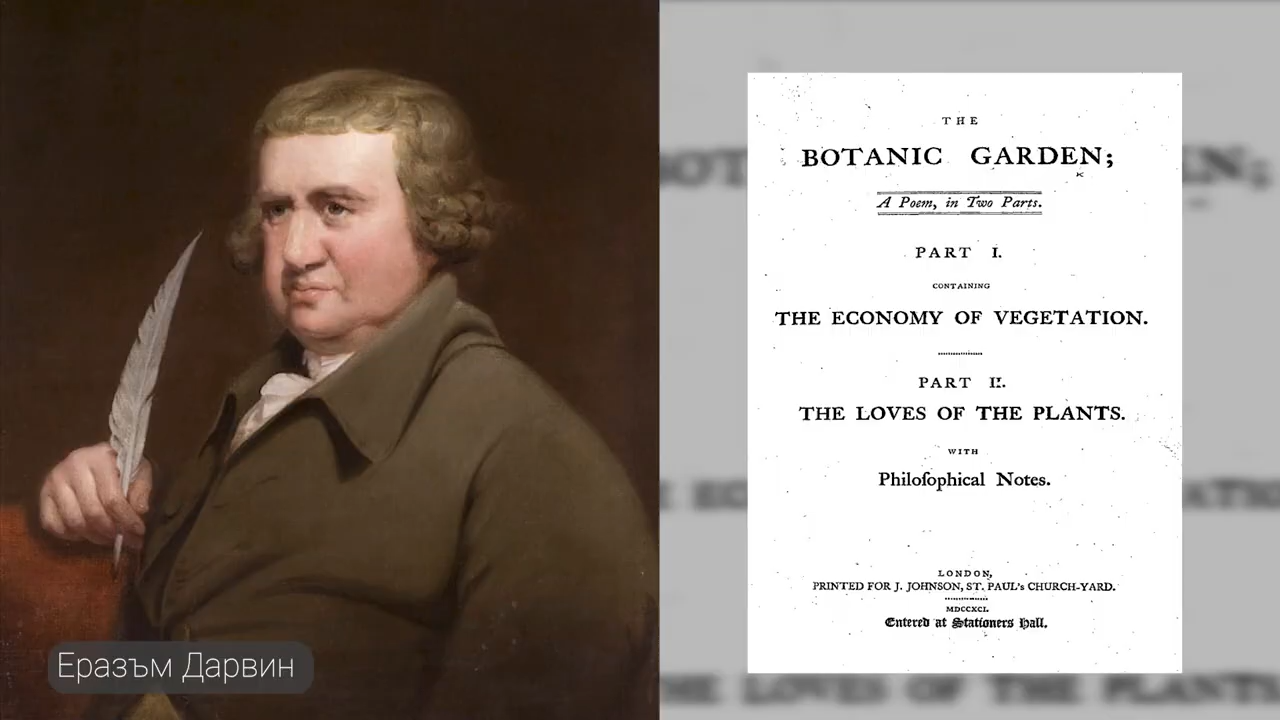 Еразъм Дарвин
THE
BOTANIC GARDEN;
A Poem, in Two Parts.
PART I.
CONTAINING
THE ECONOMY OF VEGETATION.
PART II.
THE LOVES OF THE PLANTS.
WITH
Philoſophical Notes.
LONDON,
PRINTED FOR J. JOHNSON, ST. PAUL's CHURCH-YARD.
MDCCXCI.
Entered at Stationers Hall.